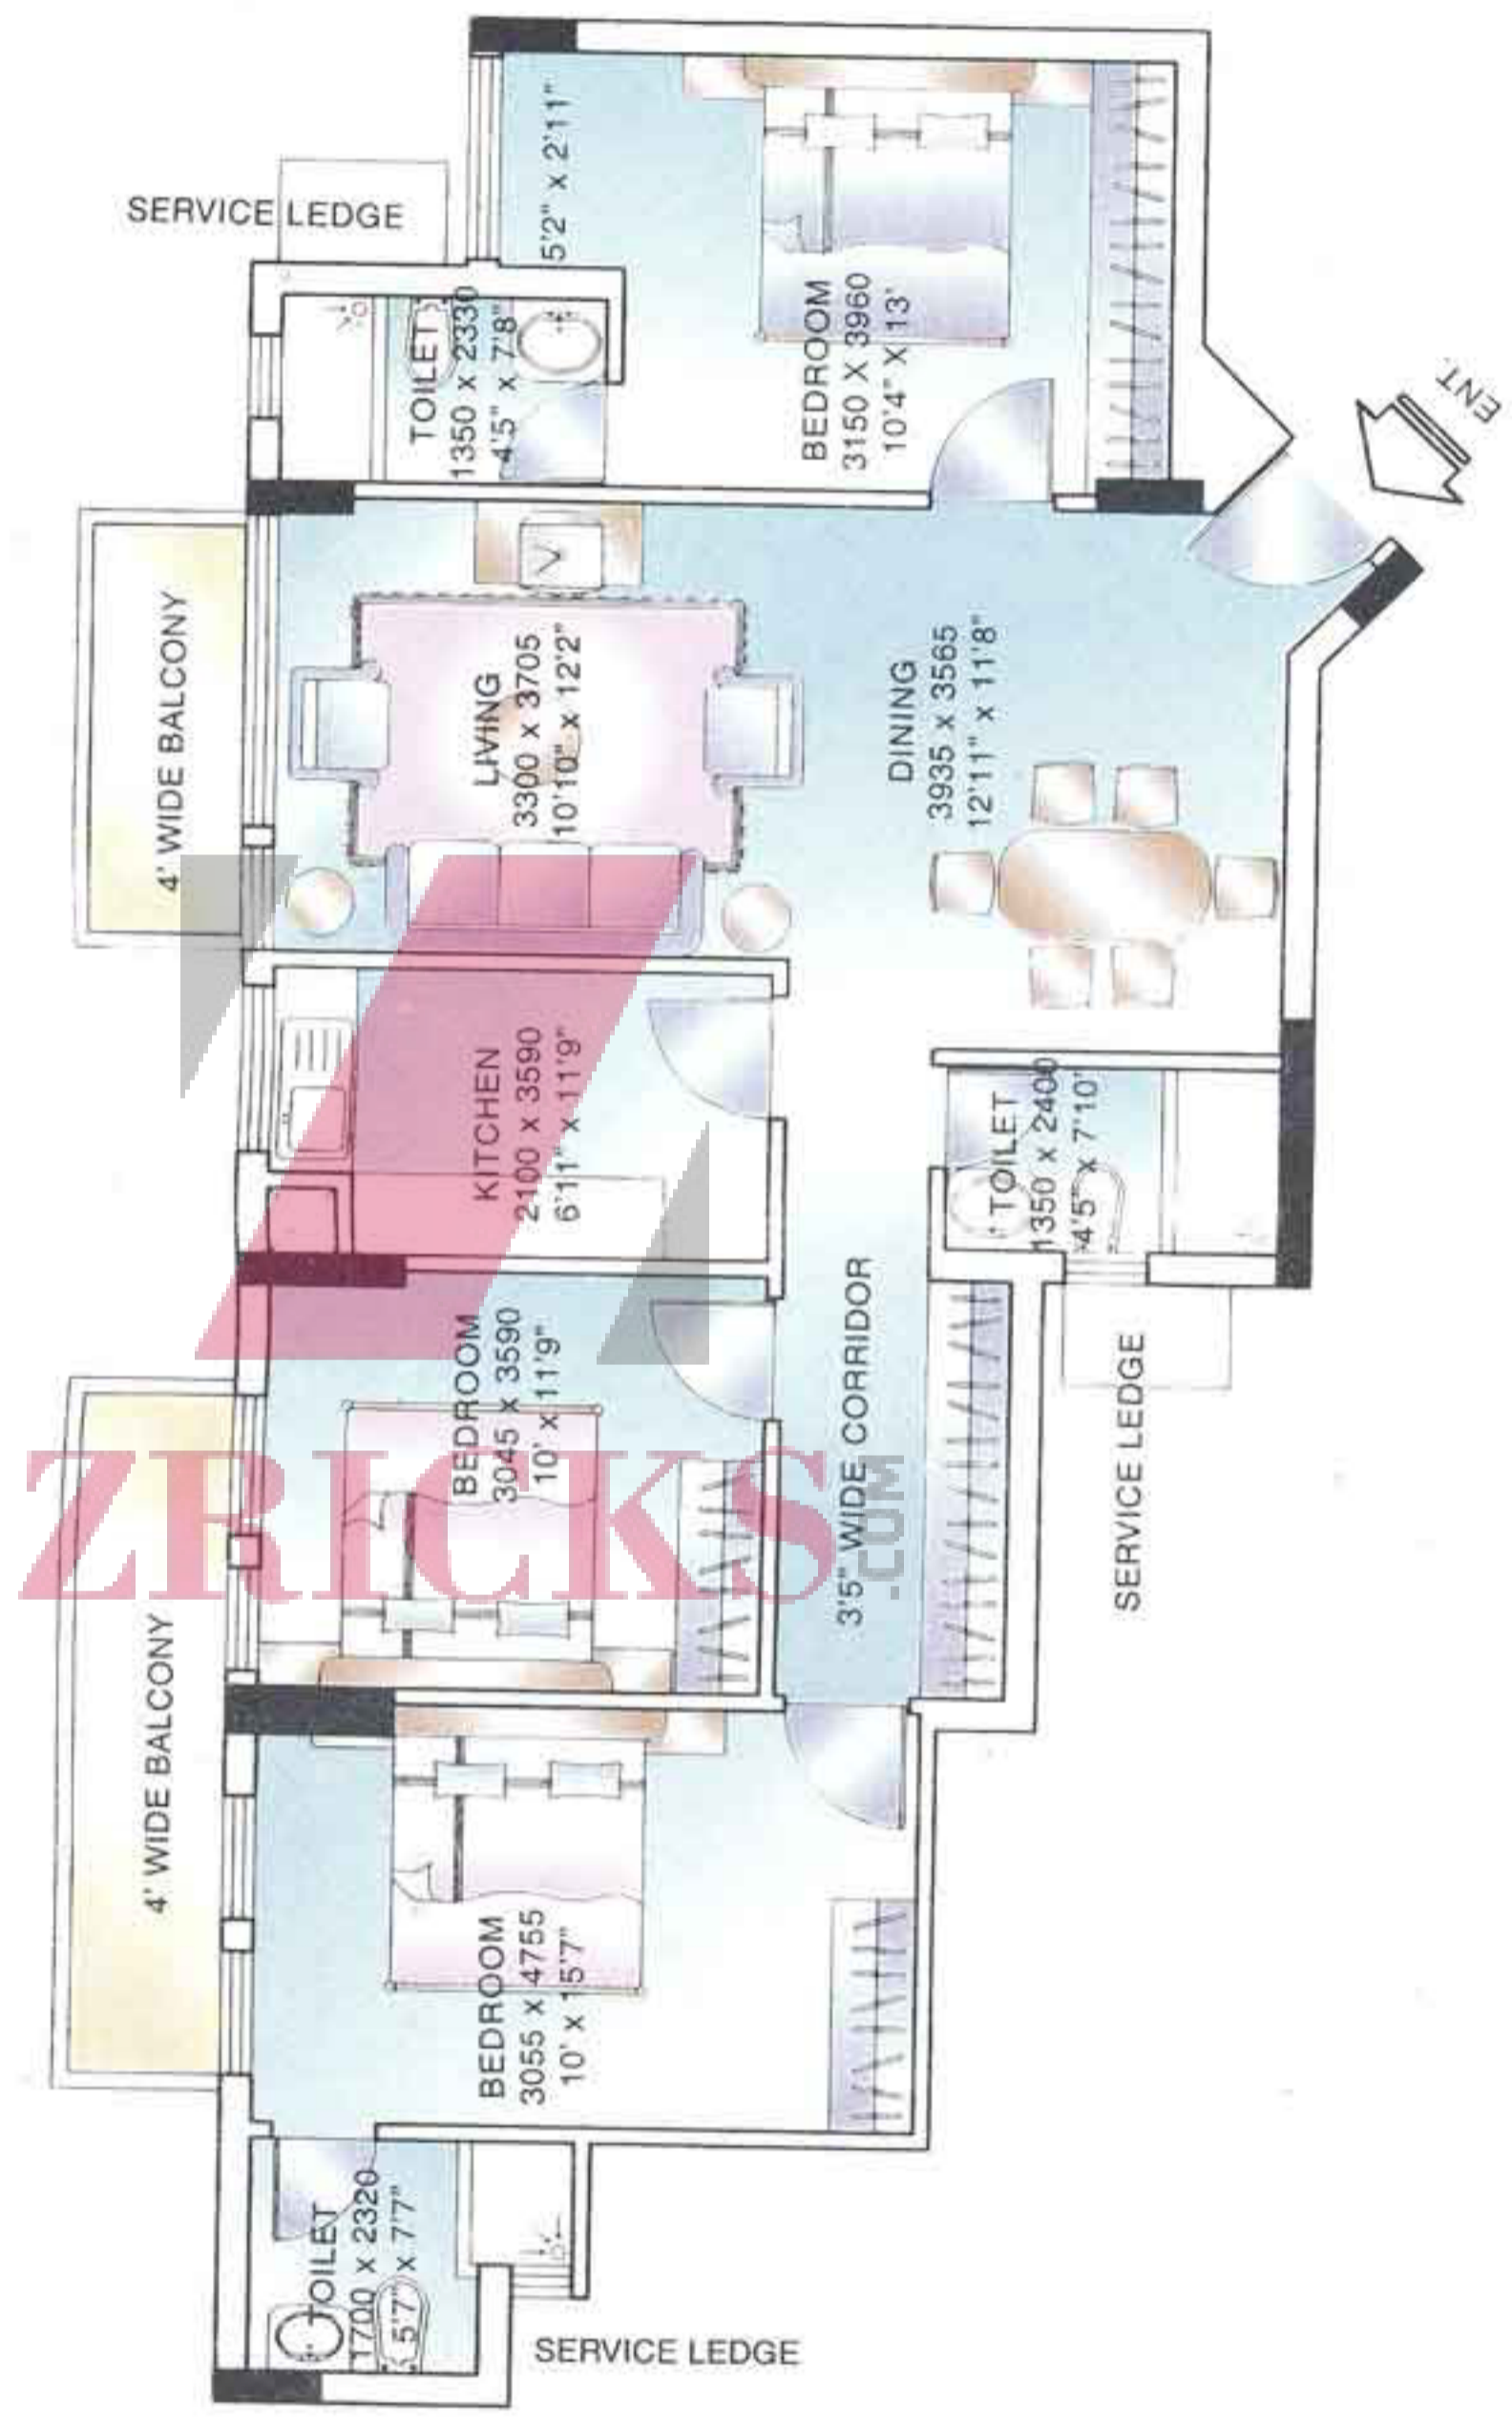 SERVICE LEDGE
5'2" x 2'11"
TOILET
1350 x 2330
4'5" x 7'8"
BEDROOM
3150 X 3960
10'4" X 13'
ENT.
4' WIDE BALCONY
LIVING
3300 x 3705
10'10" x 12'2"
DINING
3935 x 3565
12'11" x 11'8"
KITCHEN
2100 x 3590
6'11" x 11'9"
TOILET
1350 x 2400
4'5" x 7'10"
BEDROOM
3045 x 3590
10' x 11'9"
3'5" WIDE CORRIDOR
SERVICE LEDGE
ZRICKS
.COM
4' WIDE BALCONY
BEDROOM
3055 x 4755
10' x 15'7"
TOILET
1700 x 2320
5'7" x 7'7"
SERVICE LEDGE